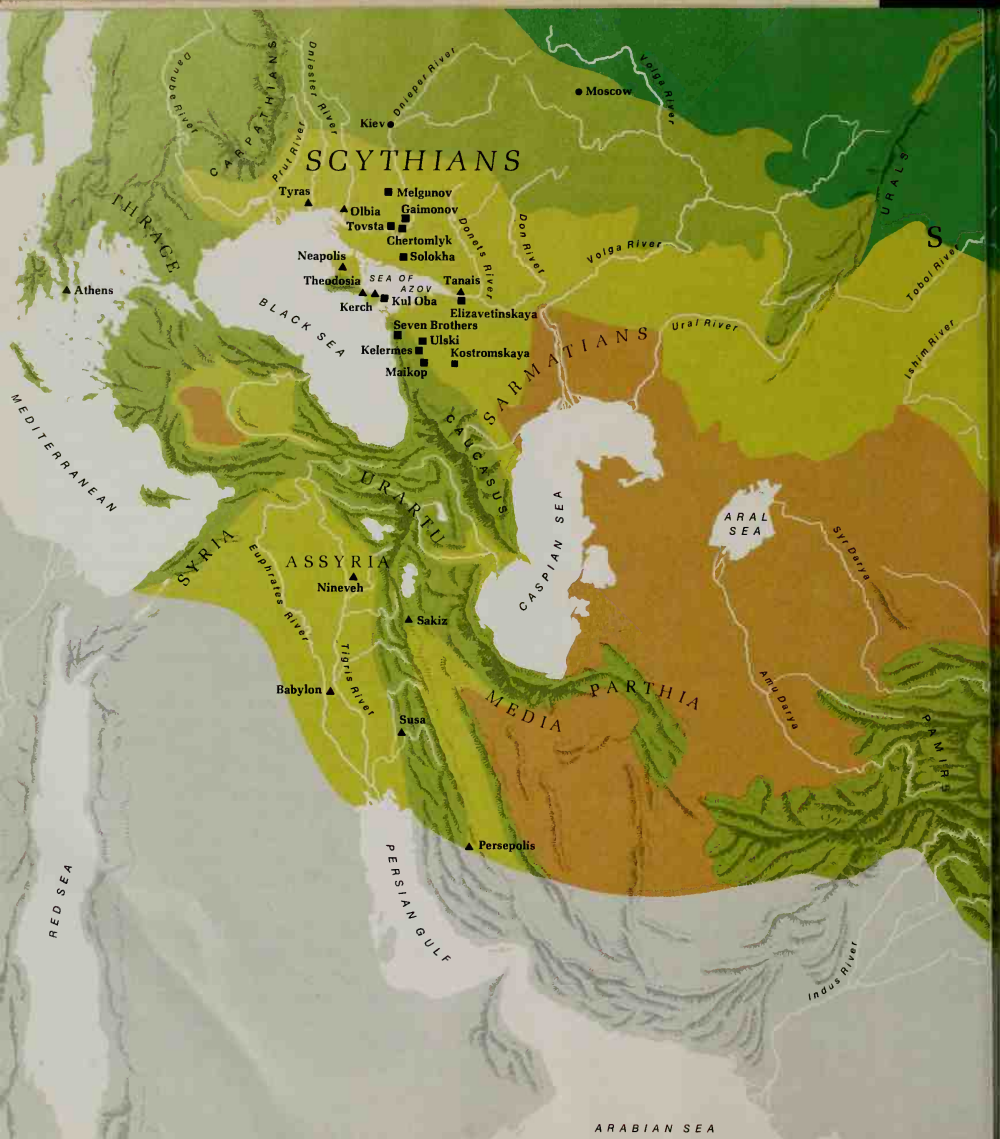 Danube River
CARPATHIANS
Dniester River
Prut River
Dnieper River
Kiev
Moscow
Volga River
URALS
SCYTHIANS
Tyras
Olbia
Melgunov
Gaimonov
Tovsta
Chertomlyk
Solokha
Donets River
Don River
Volga River
S
Tobol River
THRACE
Neapolis
Theodosia
SEA OF
AZOV
Tanais
Kerch
Kul Oba
Elizavetinskaya
Athens
BLACK SEA
Seven Brothers
Ulski
Kelermes
Kostromskaya
Maikop
SARMATIANS
Ural River
Ishim River
MEDITERRANEAN
CAUCASUS
URARTU
CASPIAN SEA
ARAL
SEA
Syr Darya
SYRIA
ASSYRIA
Euphrates River
Nineveh
Sakiz
Tigris River
Babylon
Susa
MEDIA
PARTHIA
Amu Darya
PAMIRS
Persepolis
RED SEA
PERSIAN GULF
Indus River
ARABIAN SEA